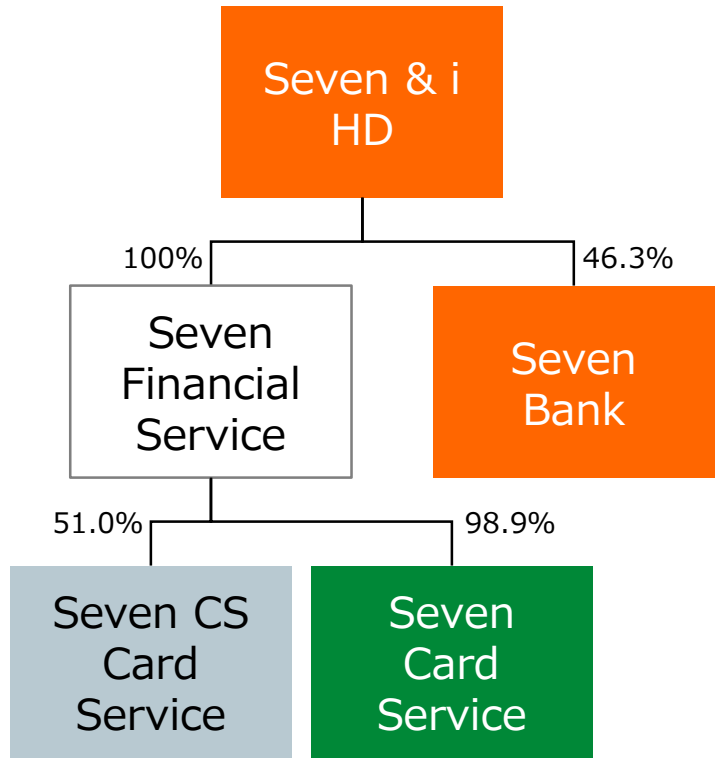 Seven & i
HD
100%
46.3%
Seven
Financial
Service
Seven
Bank
51.0%
98.9%
Seven CS
Card
Service
Seven
Card
Service